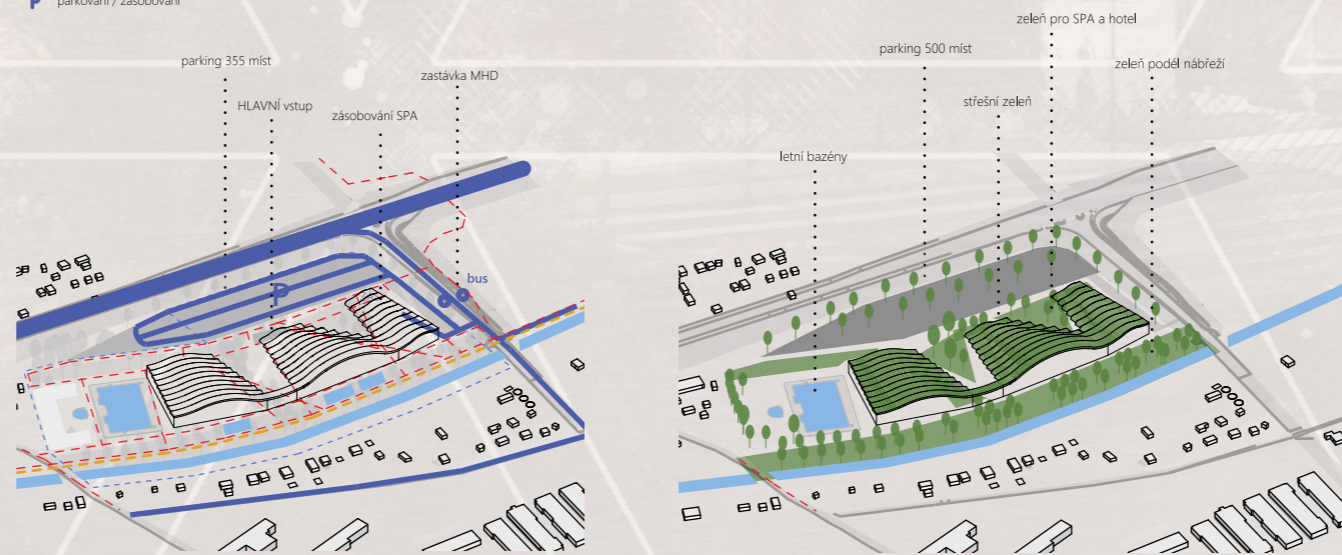 P parkování / zásobování
parking 355 míst
zastávka MHD
HLAVNÍ vstup
zásobování SPA
bus
P
zeleň pro SPA a hotel
parking 500 míst
zeleň podél nábřeží
střešní zeleň
letní bazény